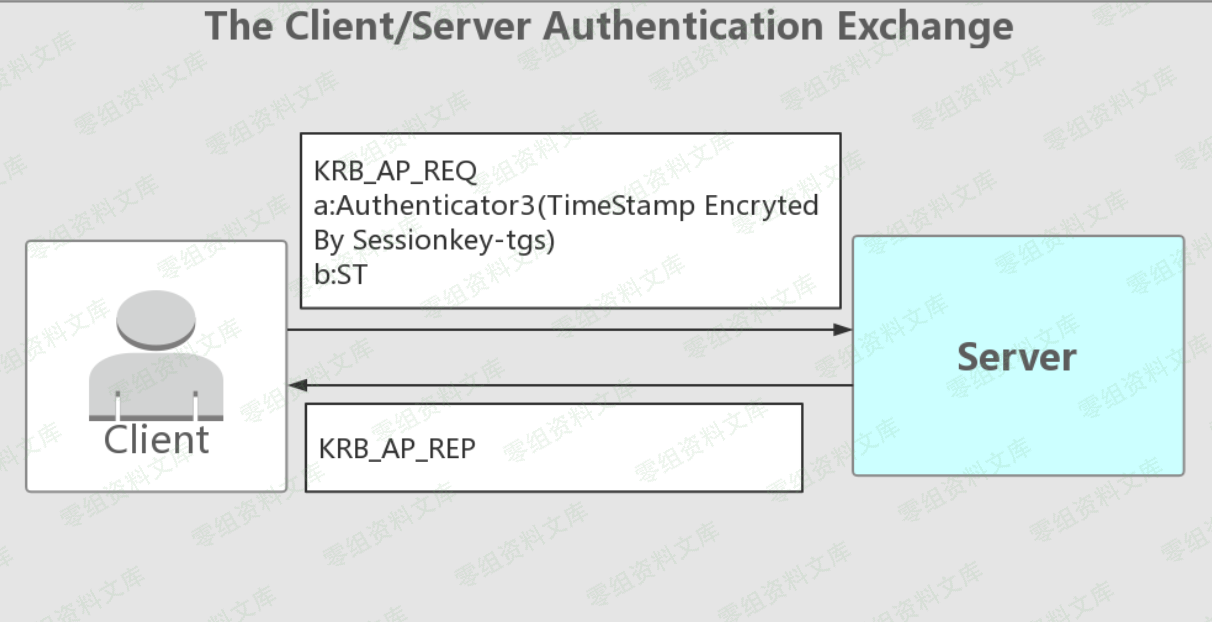 The Client/Server Authentication Exchange
KRB_AP_REQ
a:Authenticator3(TimeStamp Encryted
By Sessionkey-tgs)
b:ST
Client
Server
KRB_AP_REP
零组资料文库